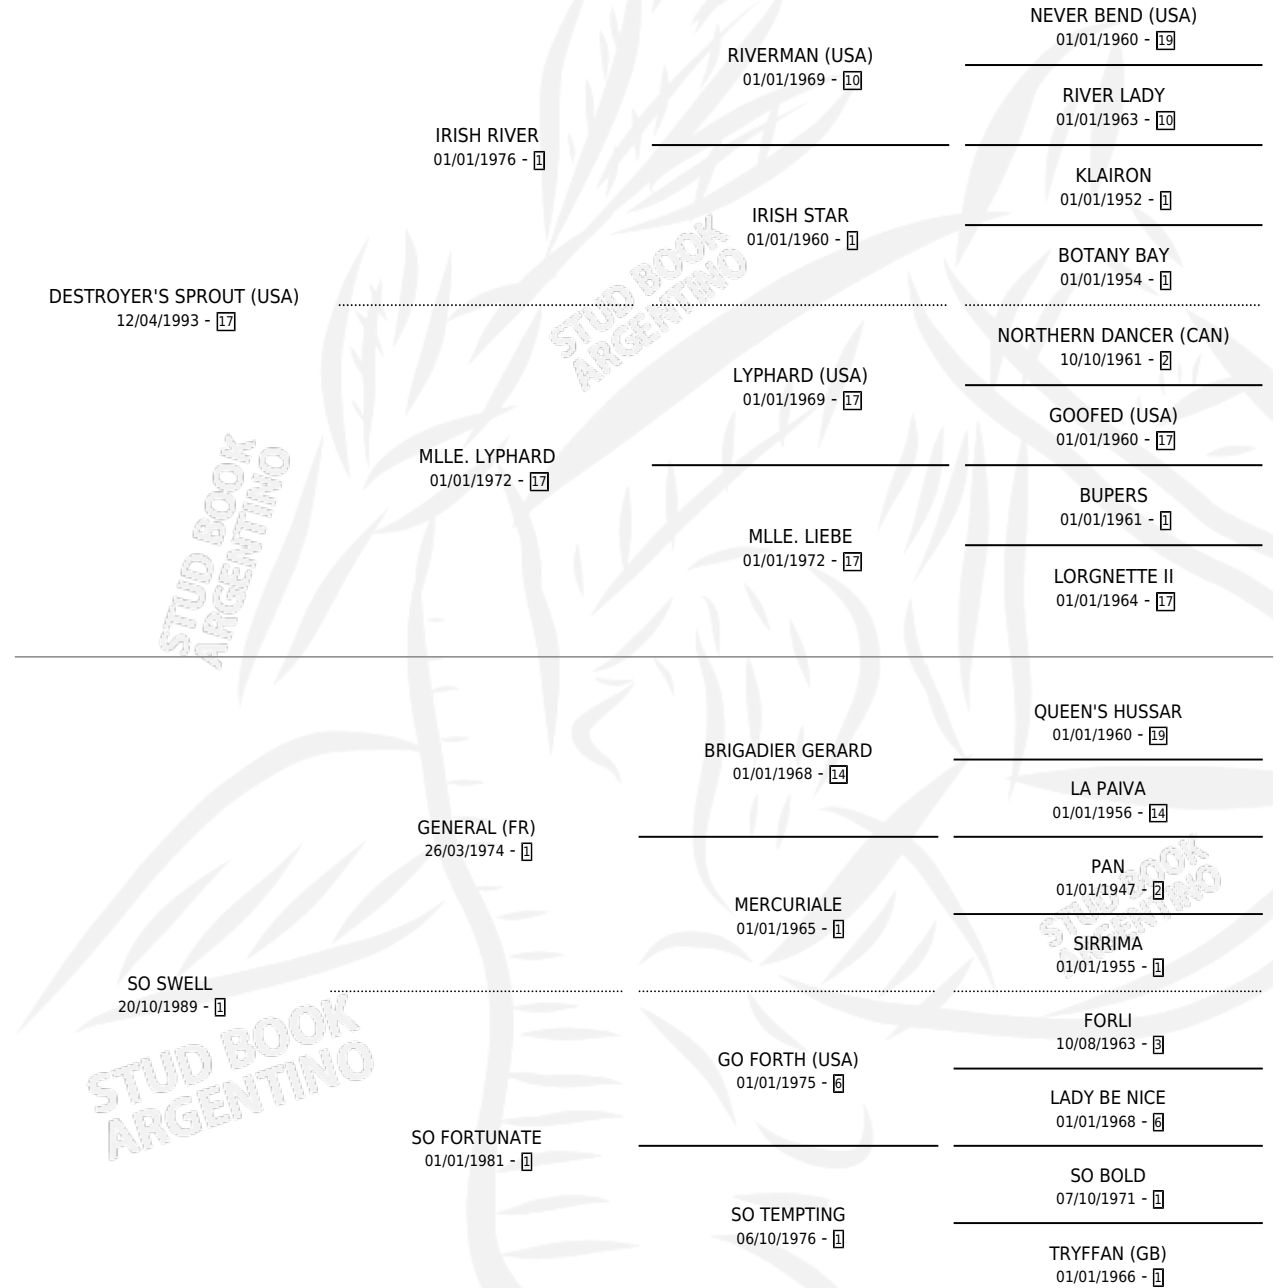 NEVER BEND (USA)
01/01/1960 - 19
RIVERMAN (USA)
01/01/1969 - 10
RIVER LADY
01/01/1963 - 10
IRISH RIVER
01/01/1976 - 1
KLAIRON
01/01/1952 - 1
IRISH STAR
01/01/1960 - 1
BOTANY BAY
01/01/1954 - 1
DESTROYER'S SPROUT (USA)
12/04/1993 - 17
NORTHERN DANCER (CAN)
10/10/1961 - 2
LYPHARD (USA)
01/01/1969 - 17
GOOFED (USA)
01/01/1960 - 17
MLLE. LYPHARD
01/01/1972 - 17
BUPERS
01/01/1961 - 1
MLLE. LIEBE
01/01/1972 - 17
LORGNETTE II
01/01/1964 - 17
QUEEN'S HUSSAR
01/01/1960 - 19
BRIGADIER GERARD
01/01/1968 - 14
LA PAIVA
01/01/1956 - 14
GENERAL (FR)
26/03/1974 - 1
PAN
01/01/1947 - 2
MERCURIALE
01/01/1965 - 1
SIRRIMA
01/01/1955 - 1
SO SWELL
20/10/1989 - 1
FORLI
10/08/1963 - 3
GO FORTH (USA)
01/01/1975 - 6
LADY BE NICE
01/01/1968 - 6
SO FORTUNATE
01/01/1981 - 1
SO BOLD
07/10/1971 - 1
SO TEMPTING
06/10/1976 - 1
TRYFFAN (GB)
01/01/1966 - 1
STUD BOOK
ARGENTINO
STUD BOOK
ARGENTINO
STUD BOOK
ARGENTINO
STUD BOOK
ARGENTINO